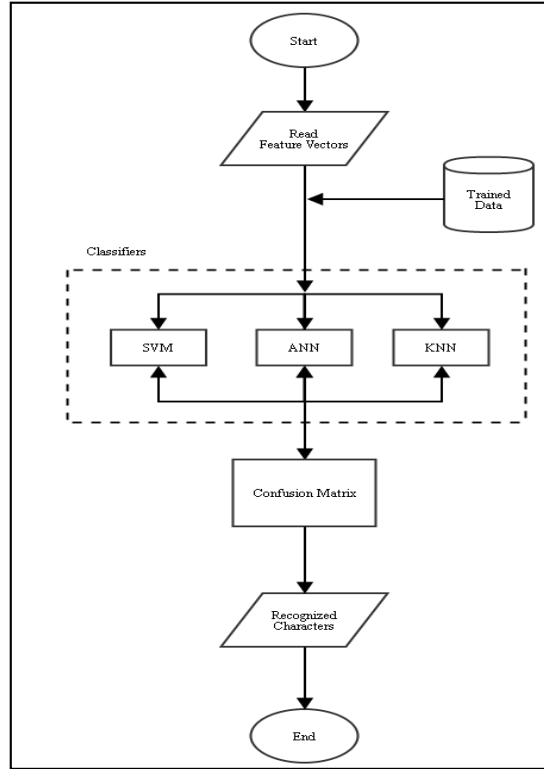 Start
Read
Feature Vectors
Trained
Data
Classifiers
SVM
ANN
KNN
Confusion Matrix
Recognized
Characters
End